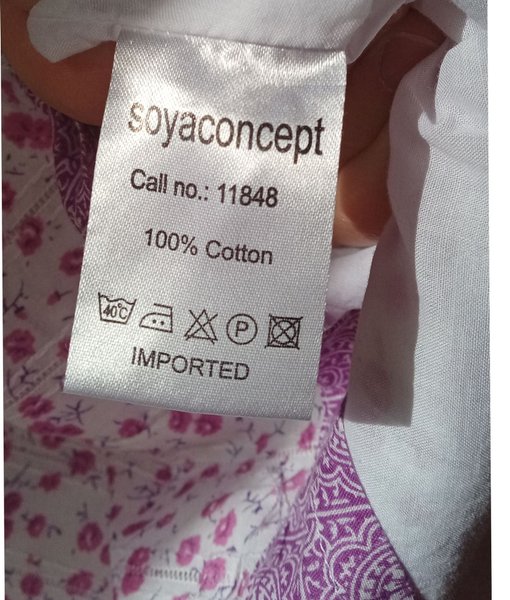 soyaconcept
Call no.: 11848
100% Cotton
40°C P
IMPORTED